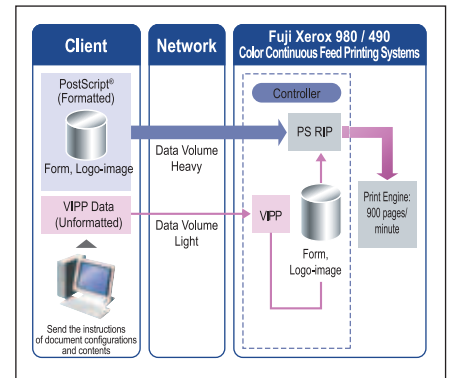 Client
Network
Fuji Xerox 980 / 490
Color Continuous Feed Printing Systems
PostScript®
(Formatted)
Form, Logo-image
Data Volume
Heavy
Controller
PS RIP
Print Engine:
900 pages/
minute
VIPP Data
(Unformatted)
Data Volume
Light
VIPP
Form,
Logo-image
Send the instructions
of document configurations
and contents